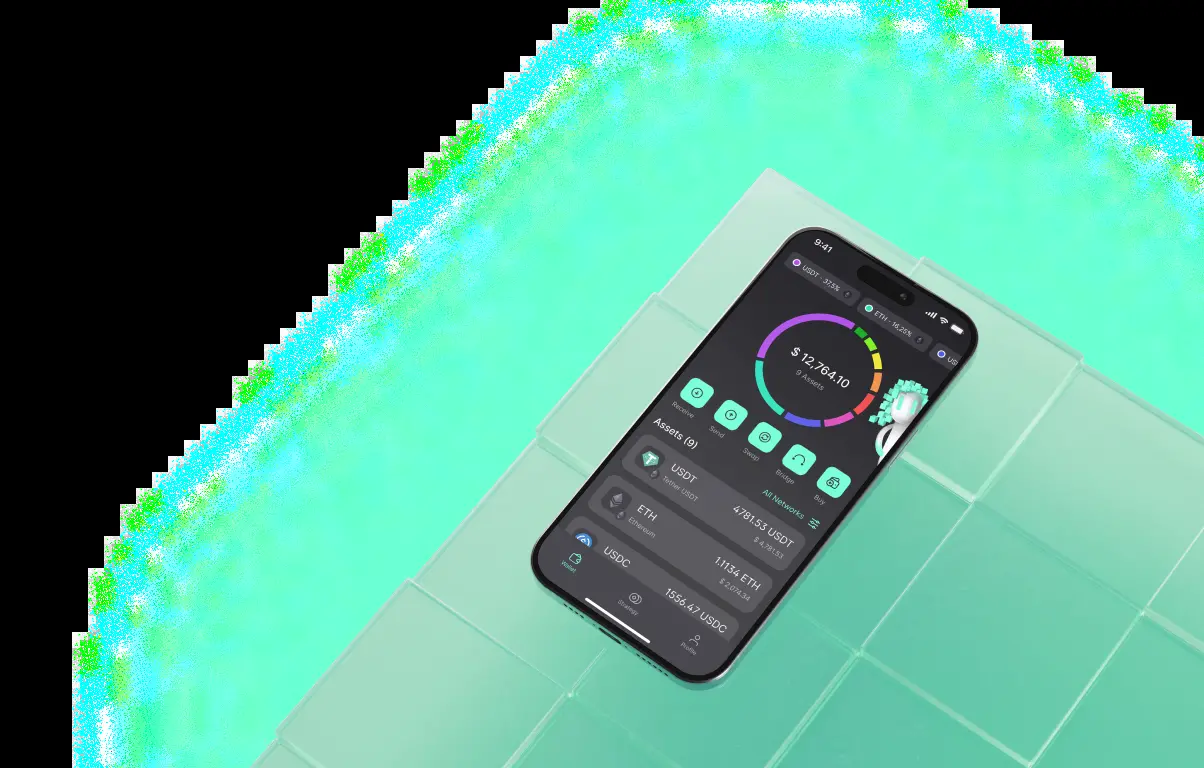 9:41
USDT · 37.5%
ETH · 16.25%
US
$ 12,764.10
9 Assets
Receive
Send
Swap
Bridge
Buy
Assets (9)
All Networks
USDT
Tether USDT
4781.53 USDT
$ 4,781.53
ETH
Ethereum
1.1134 ETH
$ 2,074.34
USDC
1556.47 USDC
Wallet
Strategy
Profile